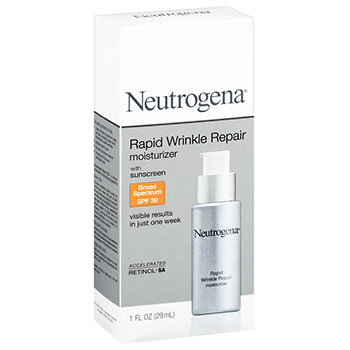 Neutrogena®
Rapid Wrinkle Repair
moisturizer
with
sunscreen
Broad
Spectrum
SPF 30
visible results
in just one week
ACCELERATED
RETINOL•SA
1 FL OZ (29mL)
Neutrogena®
Rapid
Wrinkle Repair
moisturizer